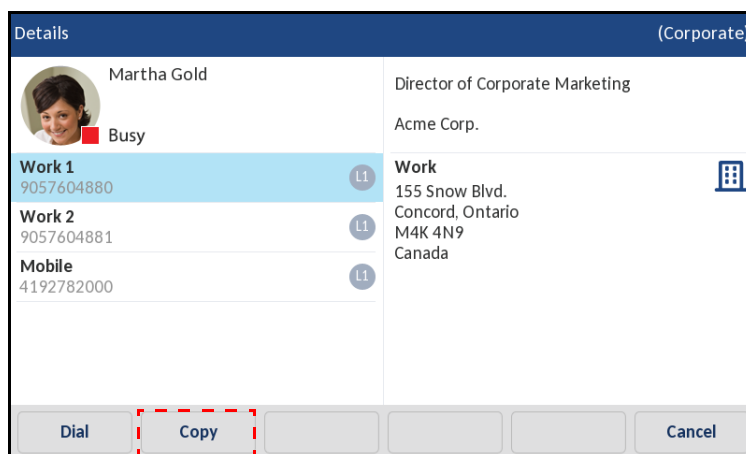 Details
(Corporate)
Martha Gold
Busy
Director of Corporate Marketing
Acme Corp.
Work 1
9057604880
L1
Work 2
9057604881
L1
Mobile
4192782000
L1
Work
155 Snow Blvd.
Concord, Ontario
M4K 4N9
Canada
Dial
Copy
Cancel